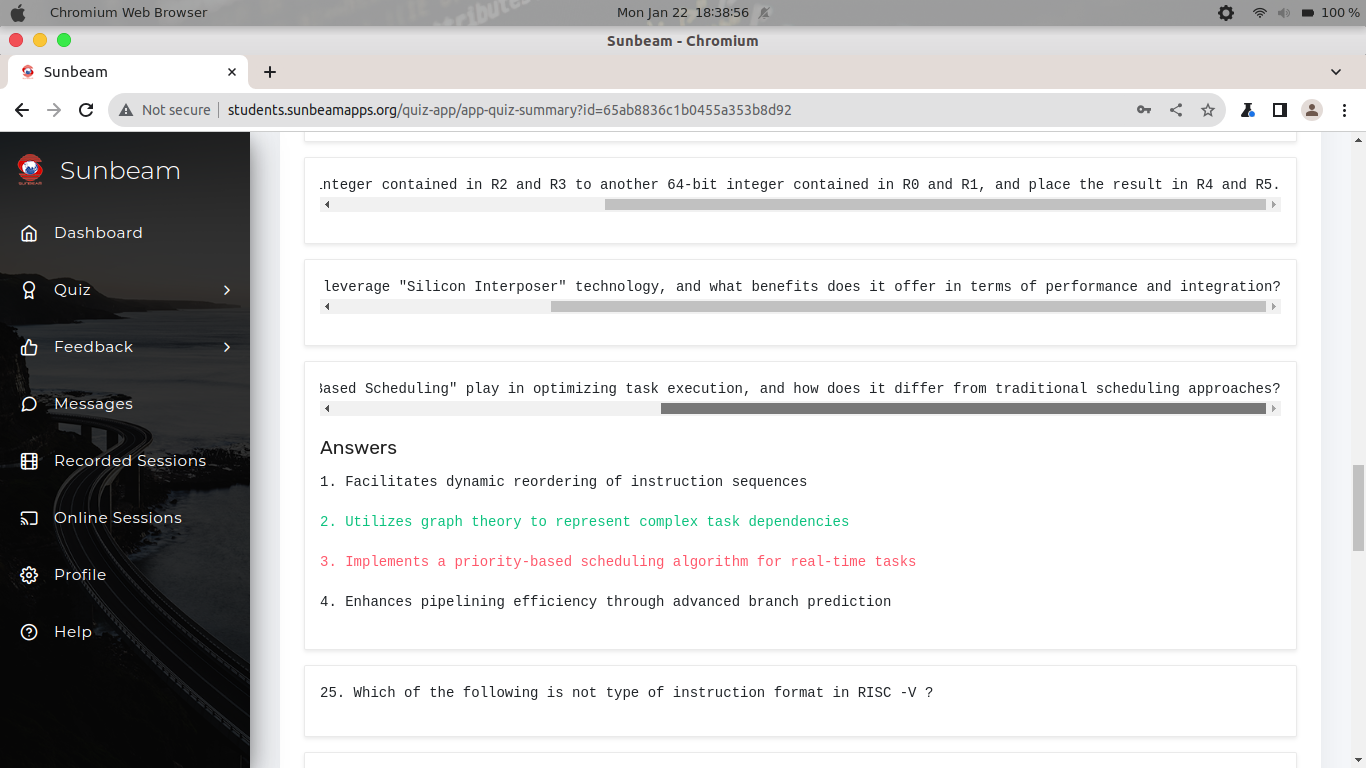 Chromium Web Browser
Mon Jan 22 18:38:56
100 %
Sunbeam - Chromium
Sunbeam
Not secure
students.sunbeamapps.org/quiz-app/app-quiz-summary?id=65ab8836c1b0455a353b8d92
Sunbeam
Dashboard
Quiz
Feedback
Messages
Recorded Sessions
Online Sessions
Profile
Help
nteger contained in R2 and R3 to another 64-bit integer contained in R0 and R1, and place the result in R4 and R5.
leverage "Silicon Interposer" technology, and what benefits does it offer in terms of performance and integration?
Based Scheduling" play in optimizing task execution, and how does it differ from traditional scheduling approaches?
Answers
1. Facilitates dynamic reordering of instruction sequences
2. Utilizes graph theory to represent complex task dependencies
3. Implements a priority-based scheduling algorithm for real-time tasks
4. Enhances pipelining efficiency through advanced branch prediction
25. Which of the following is not type of instruction format in RISC -V ?